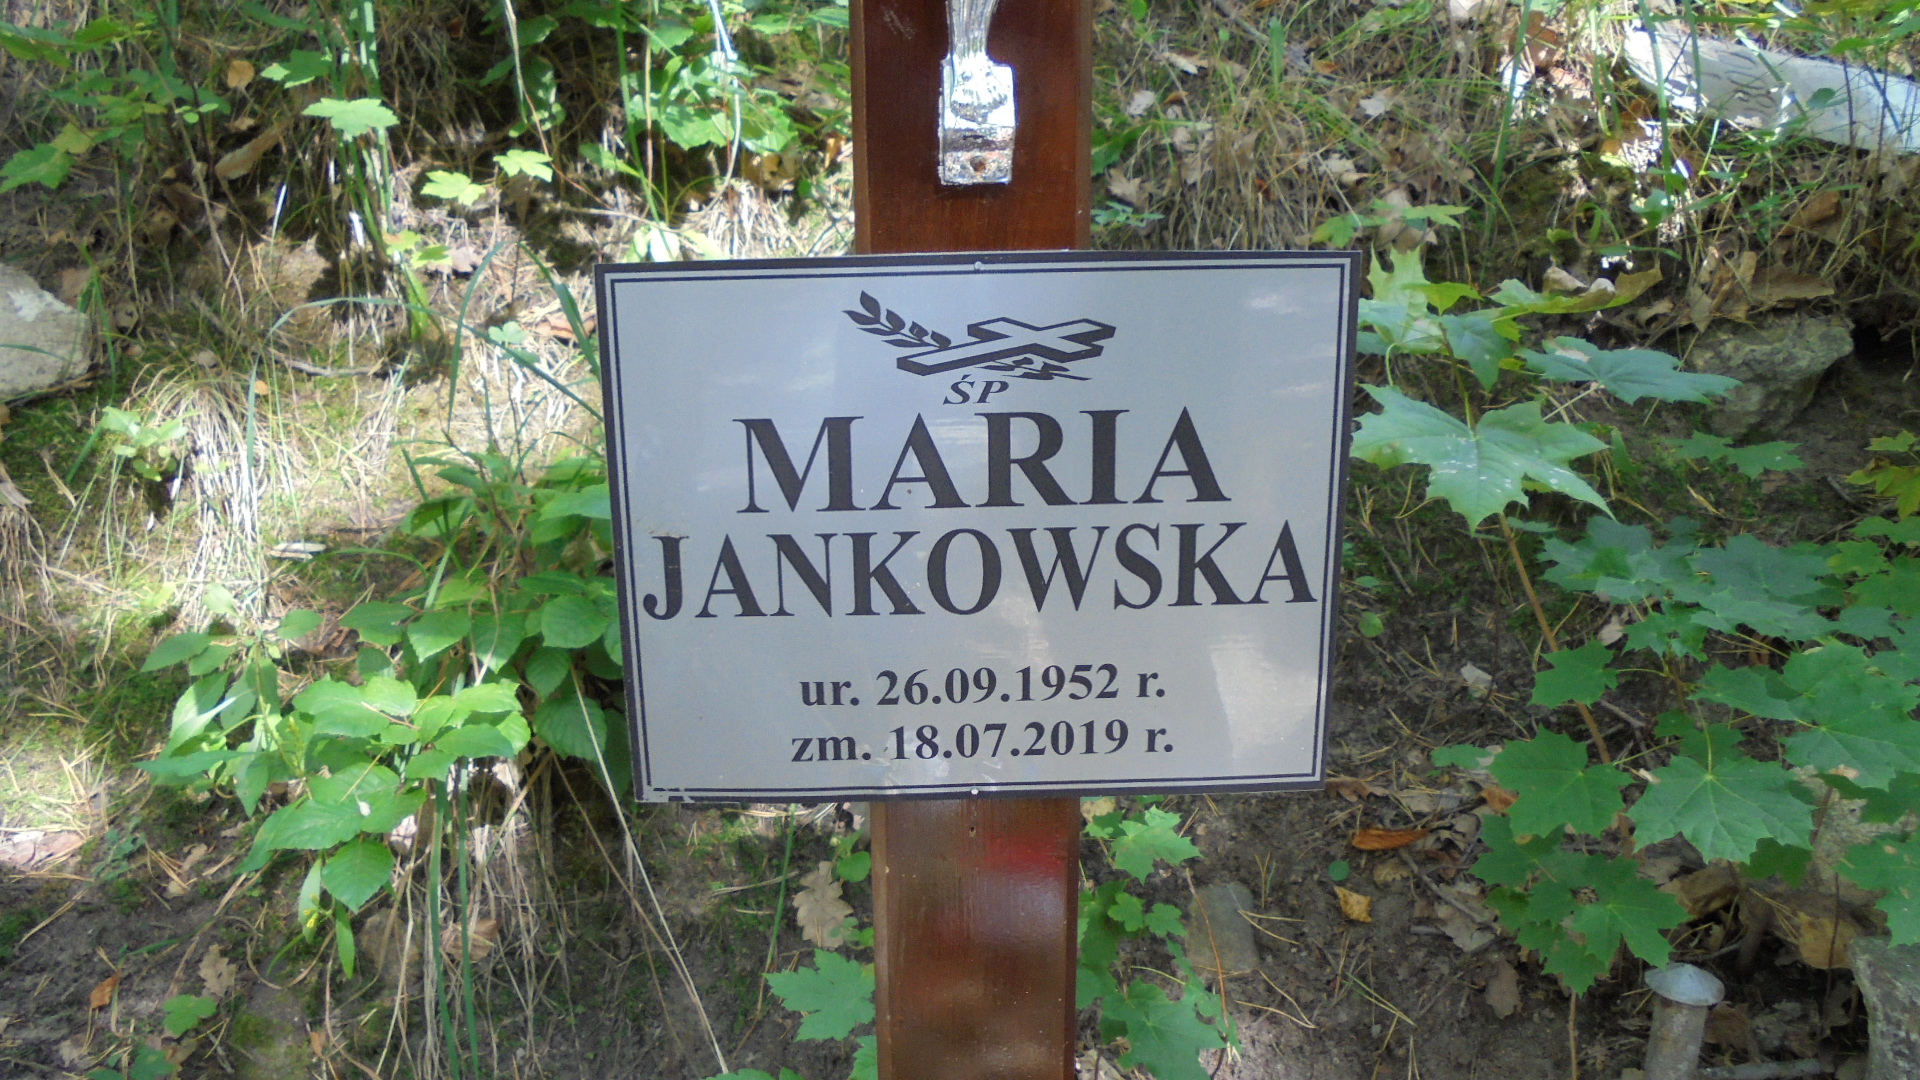 ŚP
MARIA
JANKOWSKA
ur. 26.09.1952 r.
zm. 18.07.2019 r.